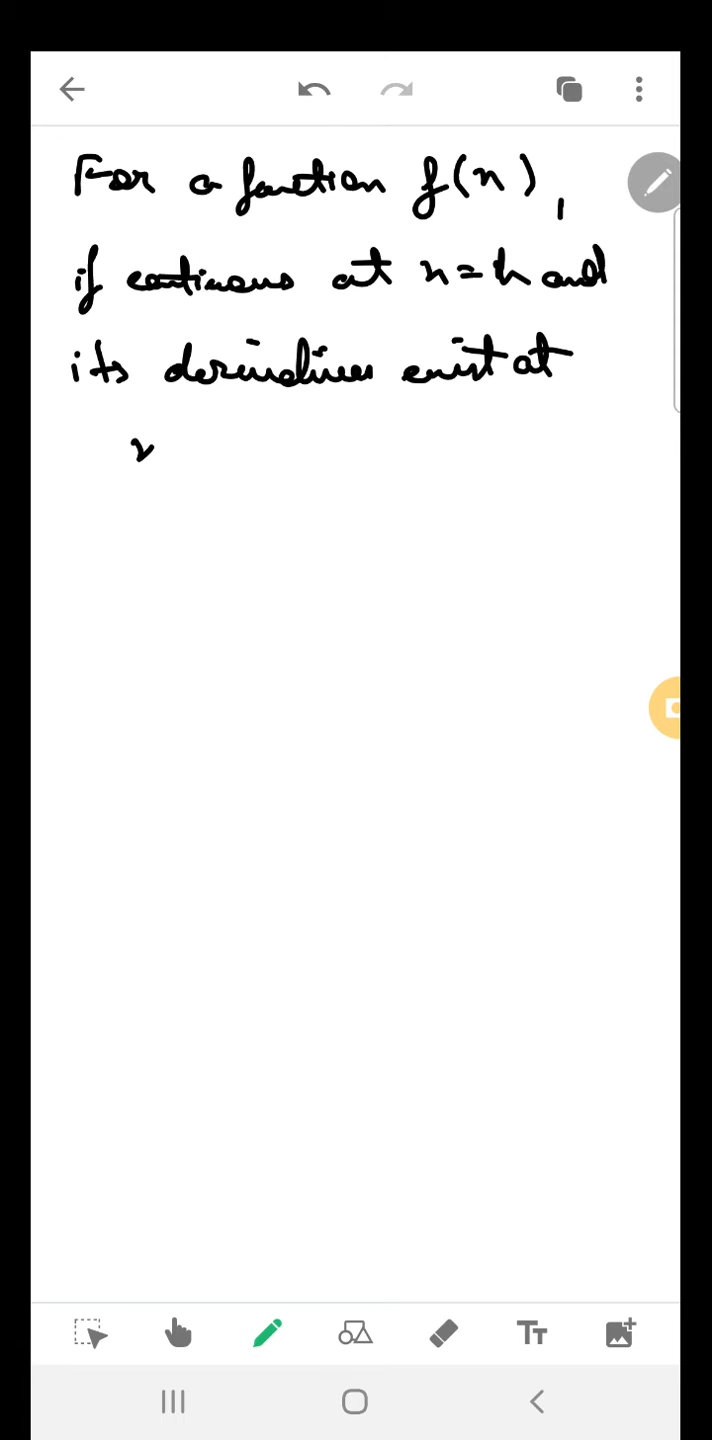 For a function f(x),
if continuous at x=h and
its derivatives exist at
x